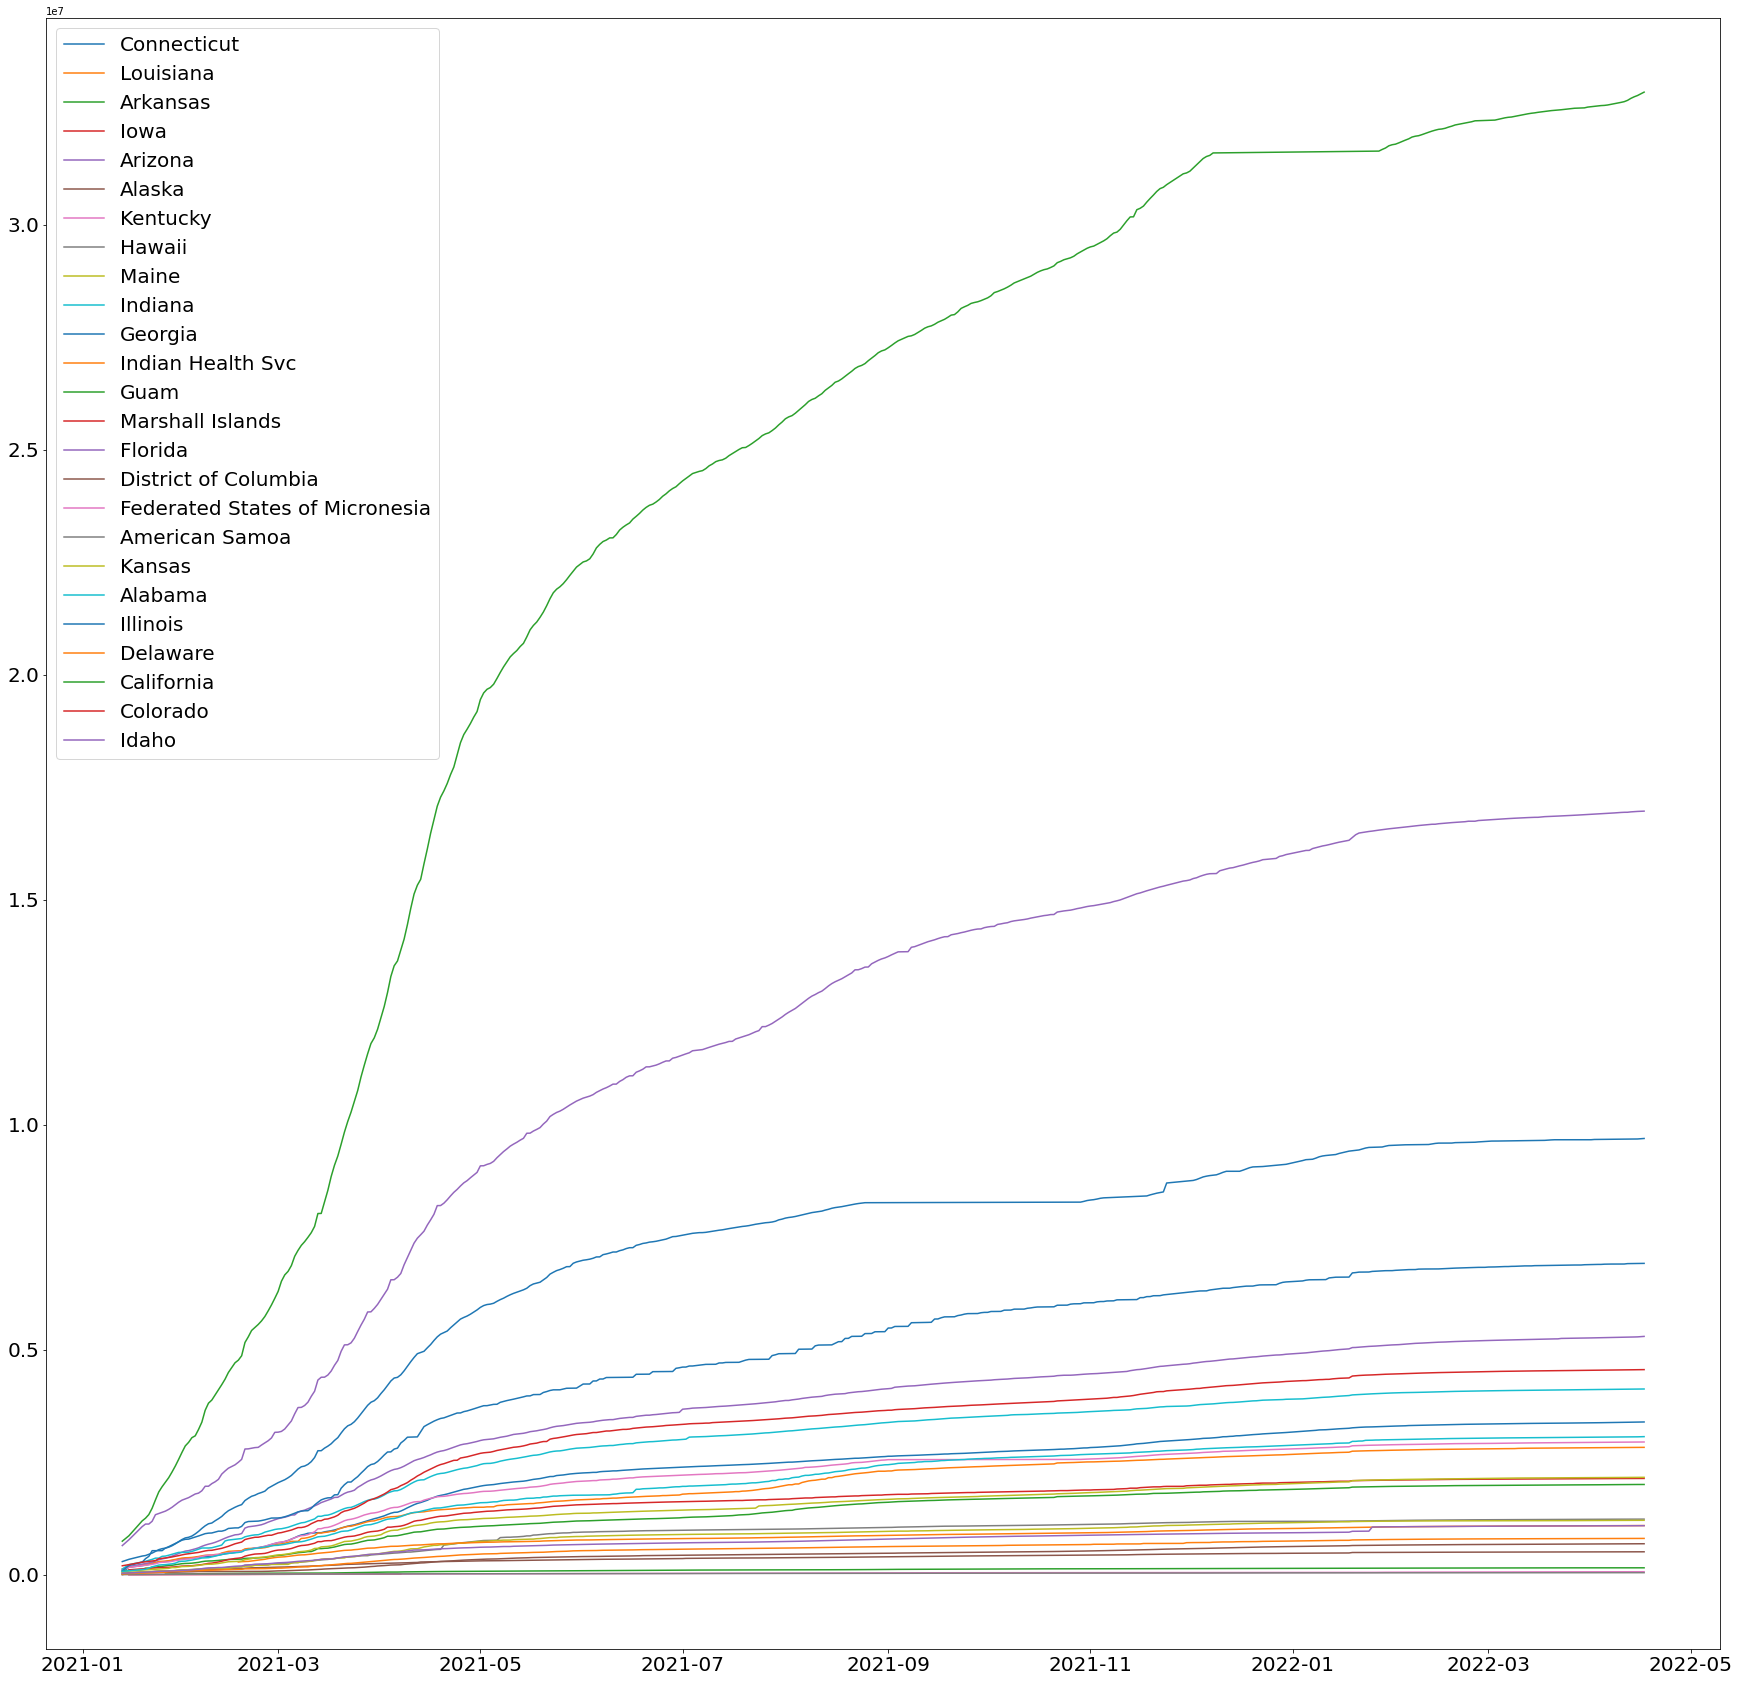 1e7
Connecticut
Louisiana
Arkansas
Iowa
Arizona
Alaska
Kentucky
Hawaii
Maine
Indiana
Georgia
Indian Health Svc
Guam
Marshall Islands
Florida
District of Columbia
Federated States of Micronesia
American Samoa
Kansas
Alabama
Illinois
Delaware
California
Colorado
Idaho
3.0
2.5
2.0
1.5
1.0
0.5
0.0
2021-01 2021-03 2021-05 2021-07 2021-09 2021-11 2022-01 2022-03 2022-05